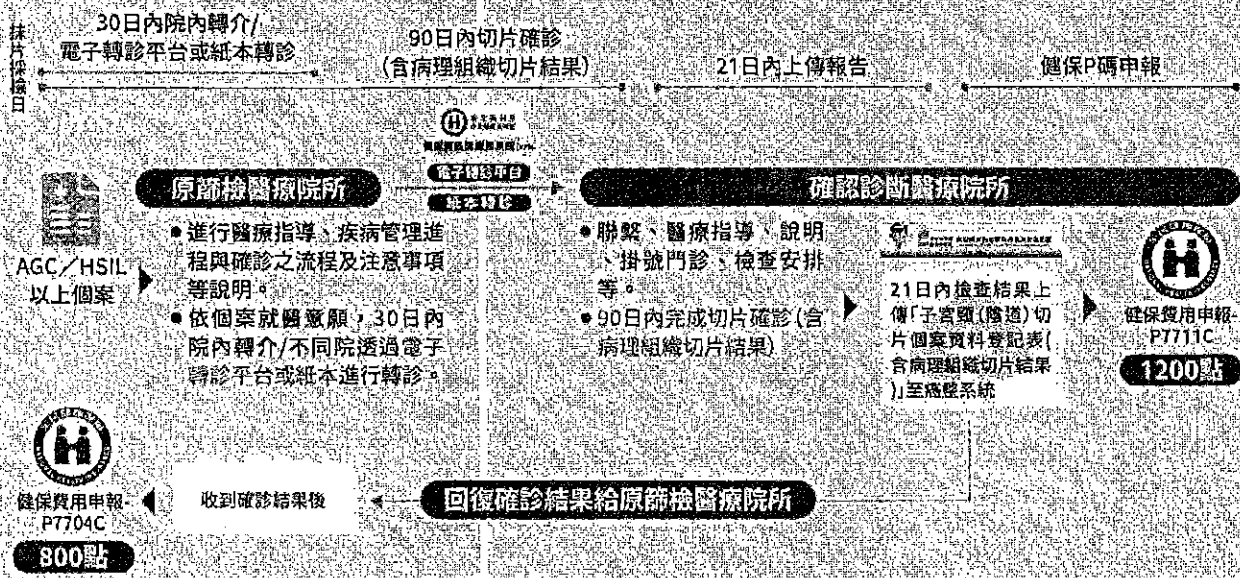 抹片採檢日
30日內院內轉介/
電子轉診平台或紙本轉診
90日內切片確診
(含病理組織切片結果)
21日內上傳報告
健保P碼申報
電子轉診平台
紙本轉診
原篩檢醫療院所
確認診斷醫療院所
AGC/HSIL
以上個案
●進行醫療指導、疾病管理進
程與確診之流程及注意事項
等說明。
●依個案就醫意願,30日內
院內轉介/不同院透過電子
轉診平台或紙本進行轉診。
●聯繫、醫療指導、說明
、掛號門診、檢查安排
等。
●90日內完成切片確診(含
病理組織切片結果)
21日內檢查結果上
傳「子宮頸(陰道)切
片個案資料登記表(
含病理組織切片結果
)」至癌整系統
健保費用申報-
P7711C
1200點
回復確診結果給原篩檢醫療院所
收到確診結果後
健保費用申報-
P7704C
800點